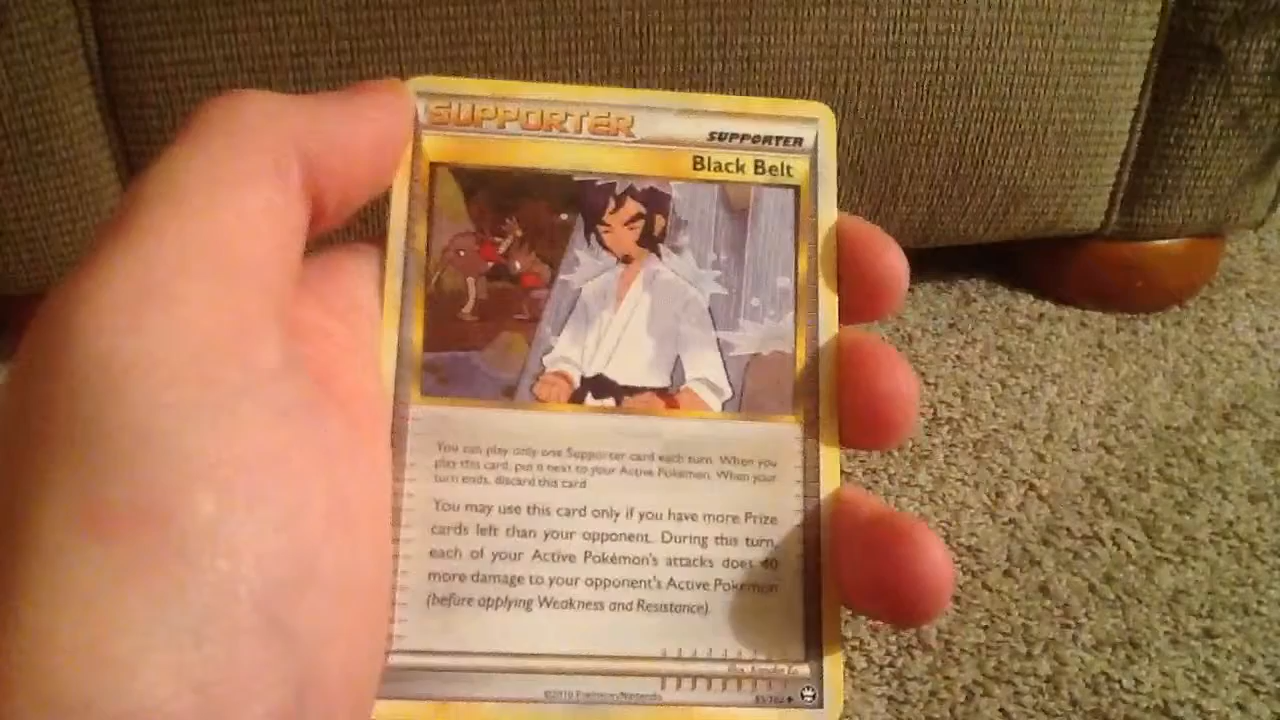 SUPPORTER
SUPPORTER
Black Belt
You can play only one Supporter card each turn. When you
play this card, put it next to your Active Pokémon. When your
turn ends, discard this card.
You may use this card only if you have more Prize
cards left than your opponent. During this turn,
each of your Active Pokémon's attacks does 40
more damage to your opponent's Active Pokémon
(before applying Weakness and Resistance).
©2010 Pokémon/Nintendo
85/102